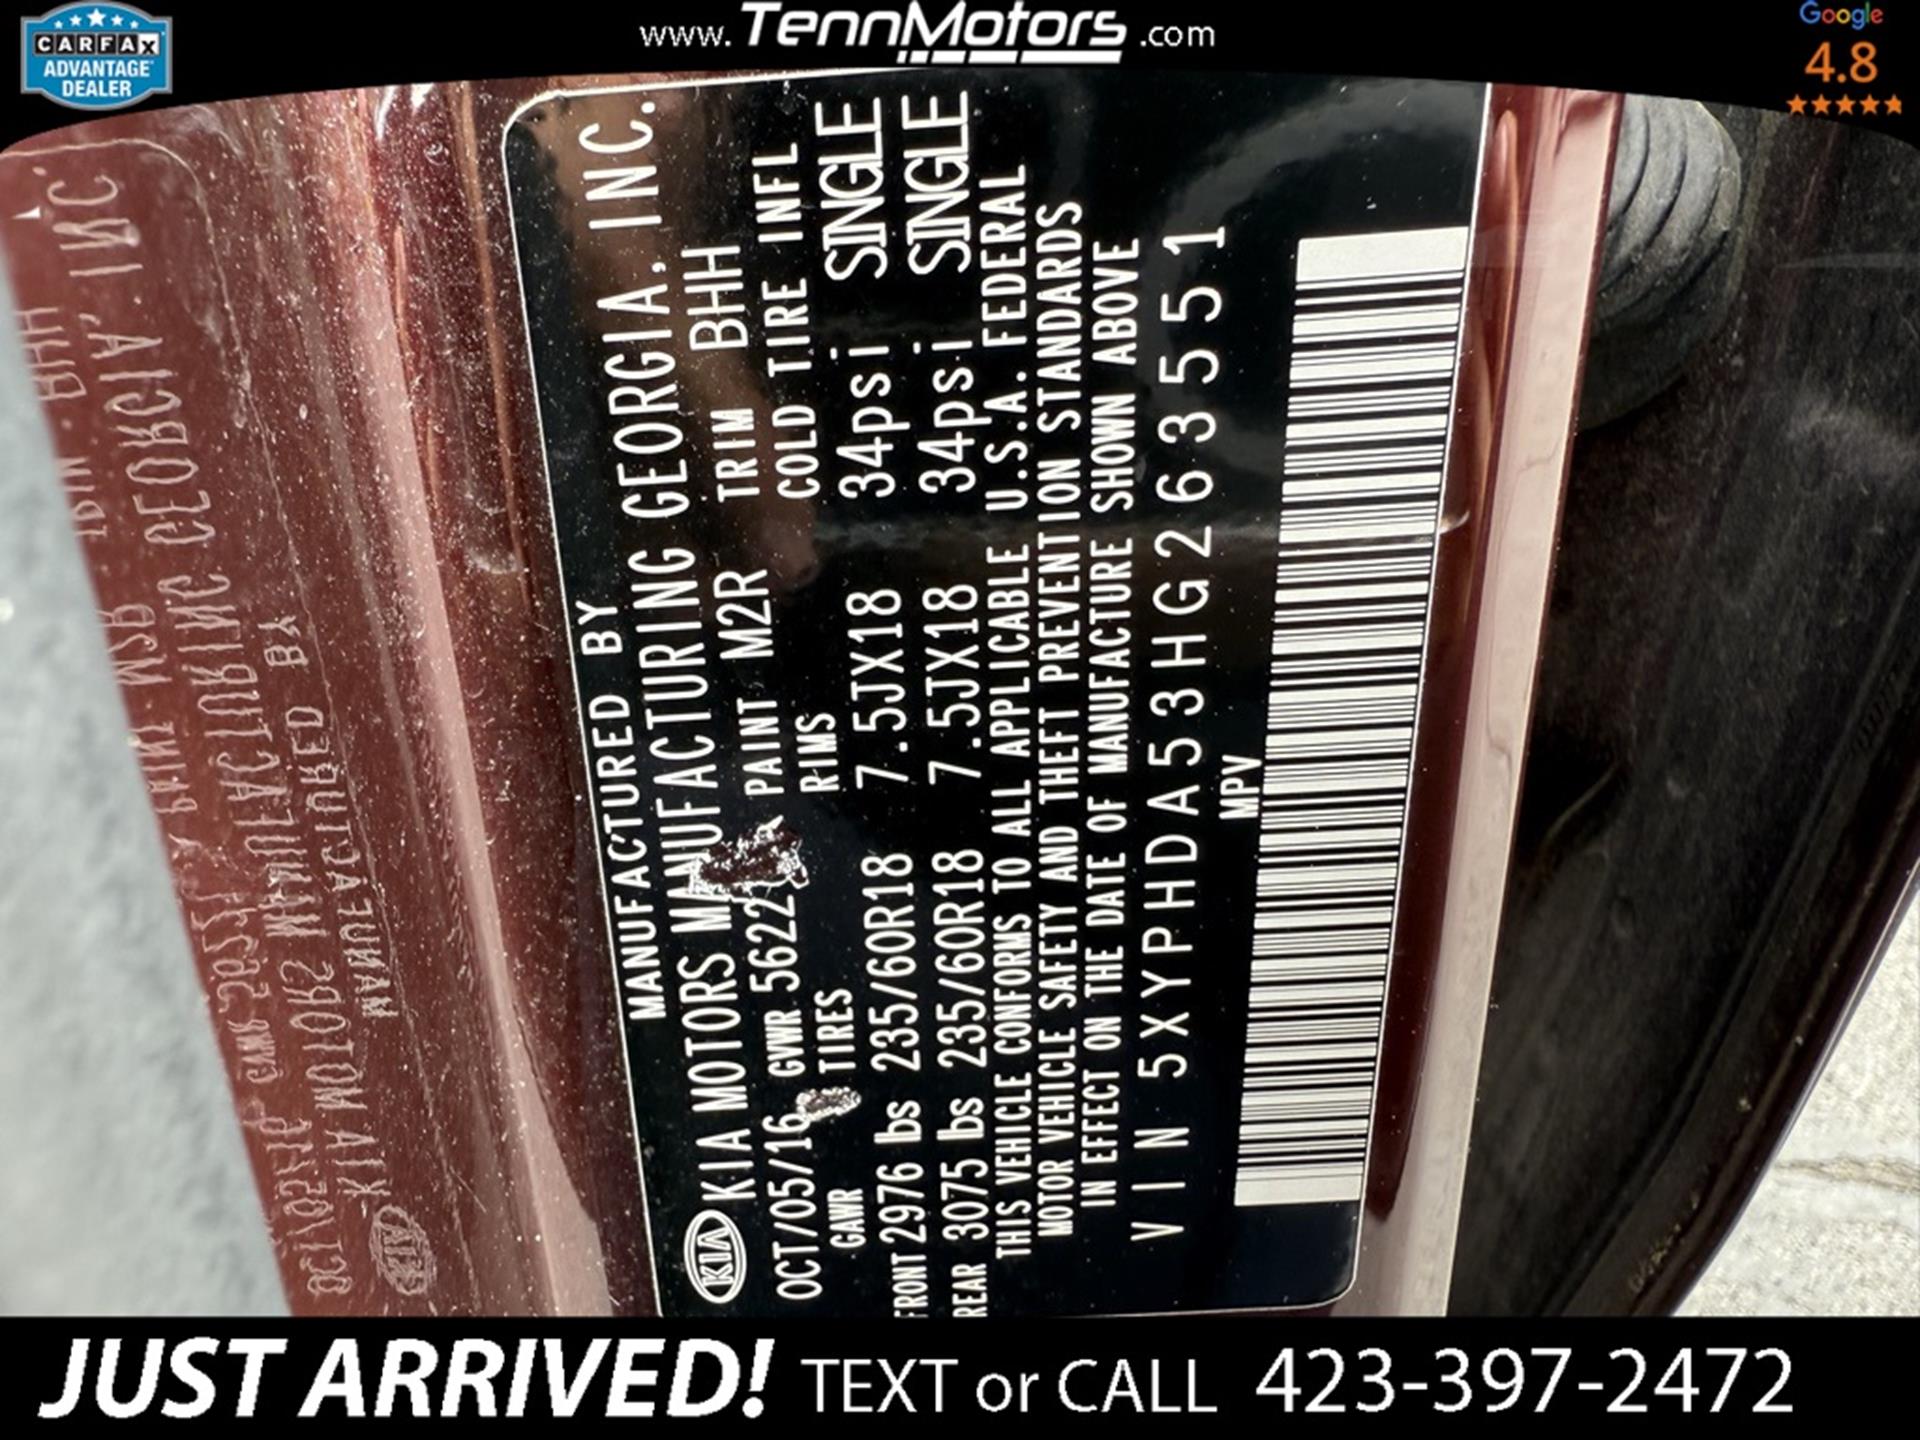 CARFAX
ADVANTAGE
DEALER
www.TennMotors.com
Google
4.8
MANUFACTURED BY
KIA MOTORS MANUFACTURING GEORGIA, INC.
KIA
OCT/05/16 GVWR 5622 PAINT M2R TRIM BHH
GAWR TIRES RIMS COLD TIRE INFL
FRONT 2976 lbs 235/60R18 7.5JX18 34psi SINGLE
REAR 3075 lbs 235/60R18 7.5JX18 34psi SINGLE
THIS VEHICLE CONFORMS TO ALL APPLICABLE U.S.A. FEDERAL
MOTOR VEHICLE SAFETY AND THEFT PREVENTION STANDARDS
IN EFFECT ON THE DATE OF MANUFACTURE SHOWN ABOVE
VIN 5XYPHDA53HG263551
MPV
JUST ARRIVED! TEXT or CALL 423-397-2472